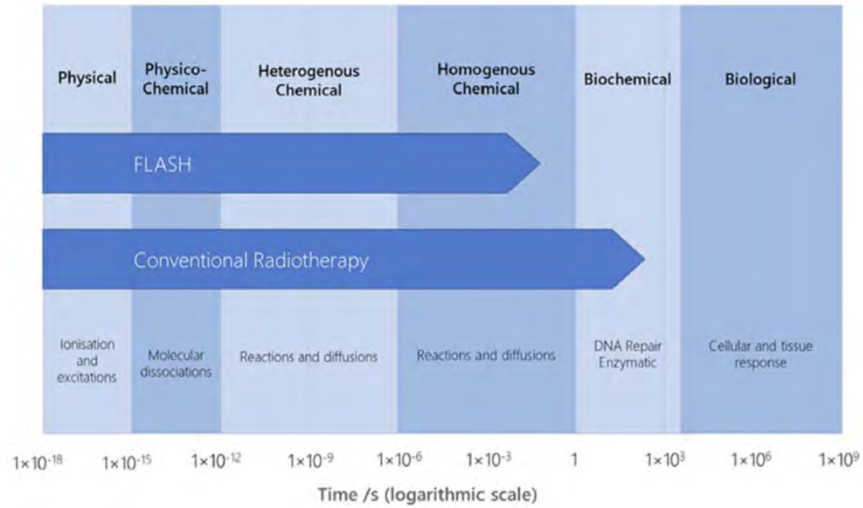 Physical
Physico-
Chemical
Heterogenous
Chemical
Homogenous
Chemical
Biochemical
Biological
FLASH
Conventional Radiotherapy
Ionisation
and
excitations
Molecular
dissociations
Reactions and diffusions
Reactions and diffusions
DNA Repair
Enzymatic
Cellular and tissue
response
1×10⁻¹⁸ 1×10⁻¹⁵ 1×10⁻¹² 1×10⁻⁹ 1×10⁻⁶ 1×10⁻³ 1 1×10³ 1×10⁶ 1×10⁹
Time /s (logarithmic scale)